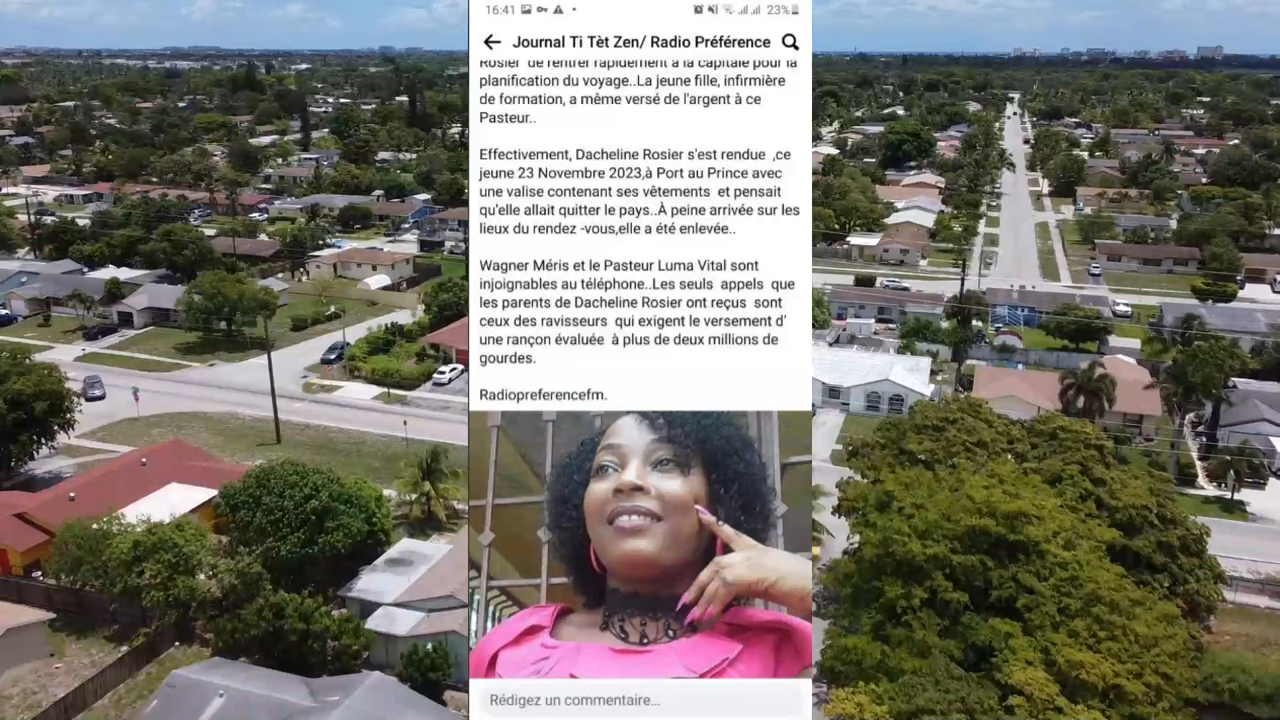 16:41
23%
Journal Ti Tèt Zen/ Radio Préférence
Rosier de rentrer rapidement à la capitale pour la
planification du voyage..La jeune fille, infirmière
de formation, a même versé de l'argent à ce
Pasteur..
Effectivement, Dacheline Rosier s'est rendue ,ce
jeune 23 Novembre 2023,à Port au Prince avec
une valise contenant ses vêtements et pensait
qu'elle allait quitter le pays..À peine arrivée sur les
lieux du rendez -vous,elle a été enlevée..
Wagner Méris et le Pasteur Luma Vital sont
injoignables au téléphone..Les seuls appels que
les parents de Dacheline Rosier ont reçus sont
ceux des ravisseurs qui exigent le versement d'
une rançon évaluée à plus de deux millions de
gourdes.
Radiopreferencefm.
Rédigez un commentaire...